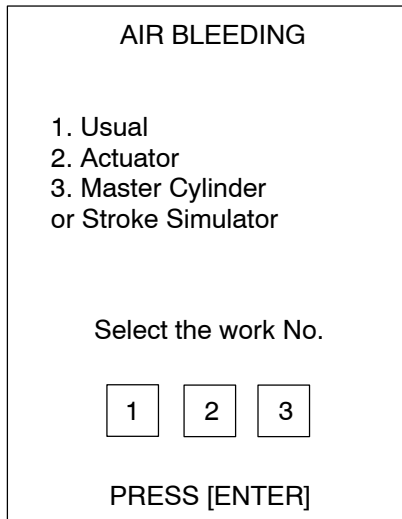 AIR BLEEDING
1. Usual
2. Actuator
3. Master Cylinder
or Stroke Simulator
Select the work No.
1 2 3
PRESS [ENTER]